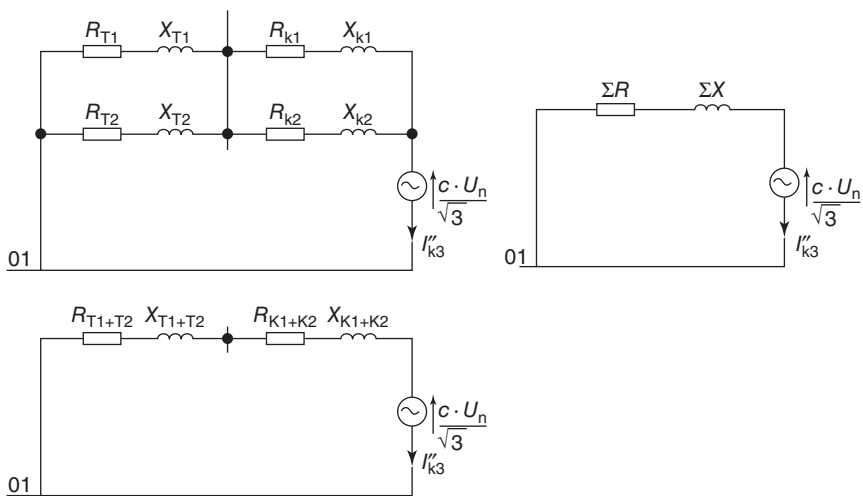 R_T1 X_T1 R_k1 X_k1
R_T2 X_T2 R_k2 X_k2
c · U_n
√3
I″_k3
01
ΣR ΣX
c · U_n
√3
I″_k3
01
R_T1+T2 X_T1+T2 R_K1+K2 X_K1+K2
c · U_n
√3
I″_k3
01